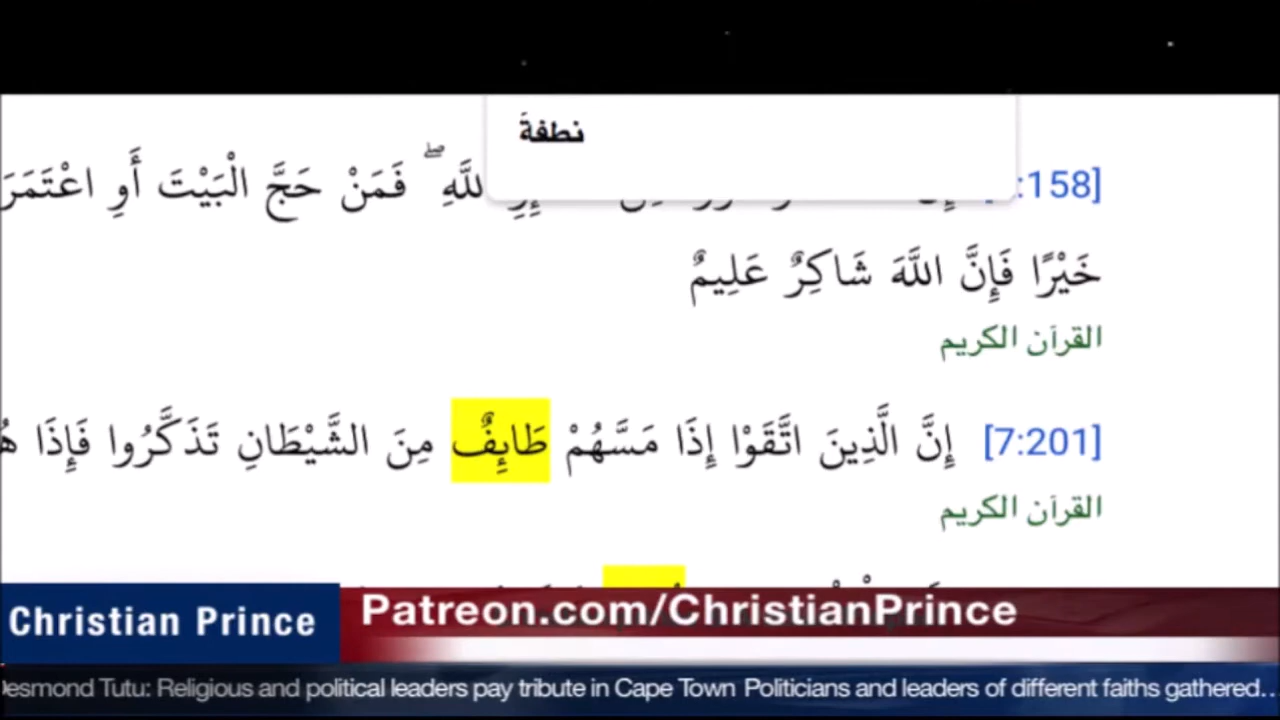 نطفة
[:158
للَّهِ ۖ فَمَنْ حَجَّ الْبَيْتَ أَوِ اعْتَمَرَ
خَيْرًا فَإِنَّ اللَّهَ شَاكِرٌ عَلِيمٌ
القرآن الكريم
[7:201] إِنَّ الَّذِينَ اتَّقَوْا إِذَا مَسَّهُمْ طَائِفٌ مِنَ الشَّيْطَانِ تَذَكَّرُوا فَإِذَا
القرآن الكريم
Christian Prince
Patreon.com/ChristianPrince
esmond Tutu: Religious and political leaders pay tribute in Cape Town Politicians and leaders of different faiths gathered…